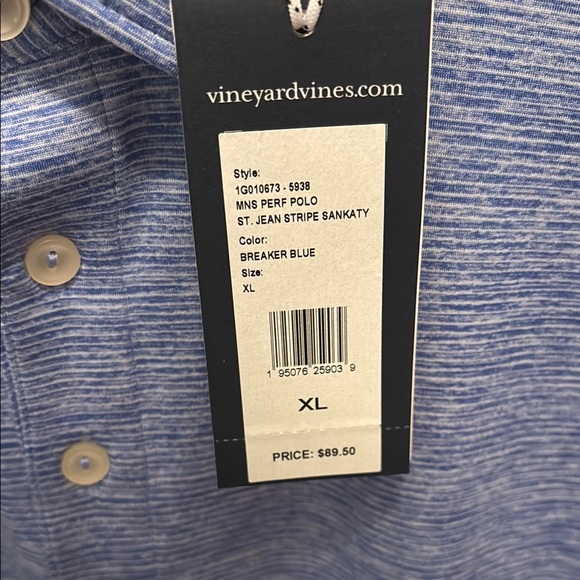 vineyardvines.com
Style:
1G010673 - 5938
MNS PERF POLO
ST. JEAN STRIPE SANKATY
Color:
BREAKER BLUE
Size:
XL
1 95076 25903 9
XL
PRICE: $89.50